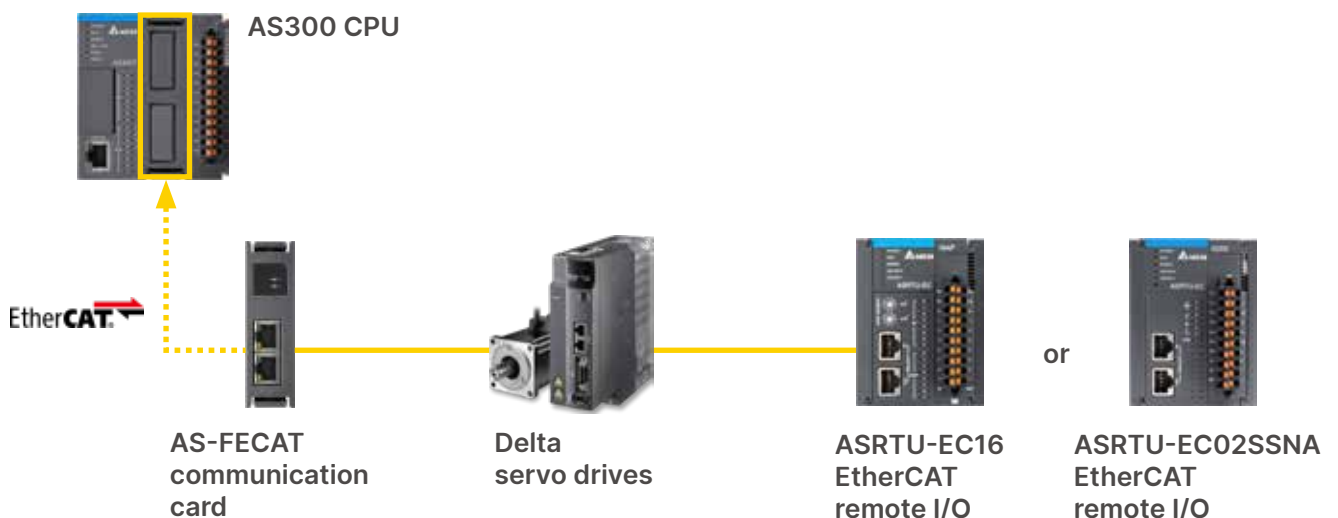 AS300 CPU
EtherCAT.
or
AS-FECAT
communication
card
Delta
servo drives
ASRTU-EC16
EtherCAT
remote I/O
ASRTU-EC02SSNA
EtherCAT
remote I/O